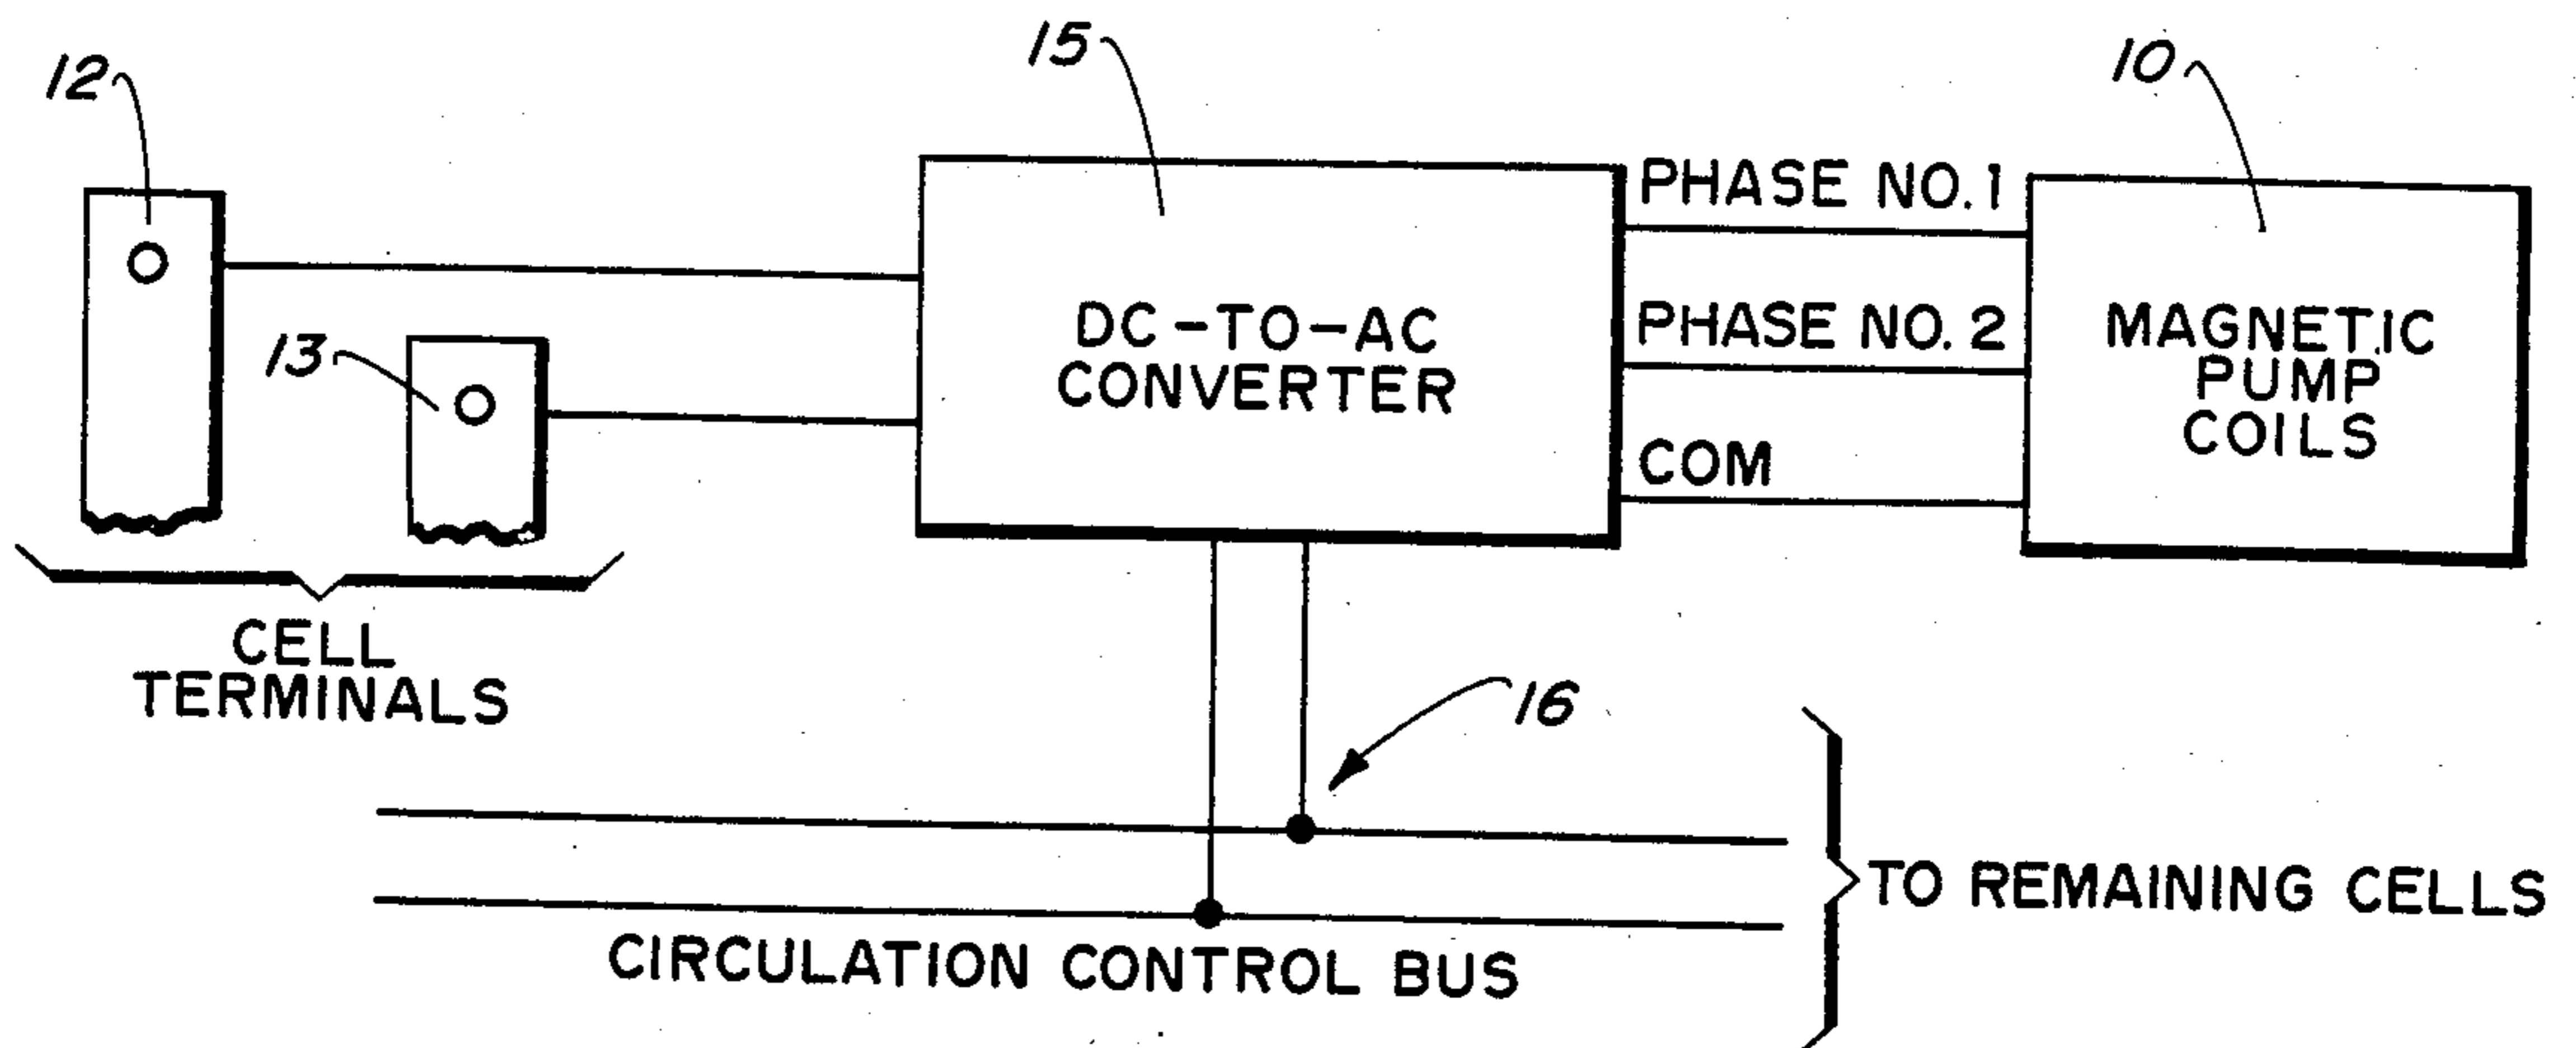 12
15
10
PHASE NO. 1
13
DC-TO-AC
CONVERTER
PHASE NO. 2
MAGNETIC
PUMP
COILS
COM
CELL
TERMINALS
16
TO REMAINING CELLS
CIRCULATION CONTROL BUS